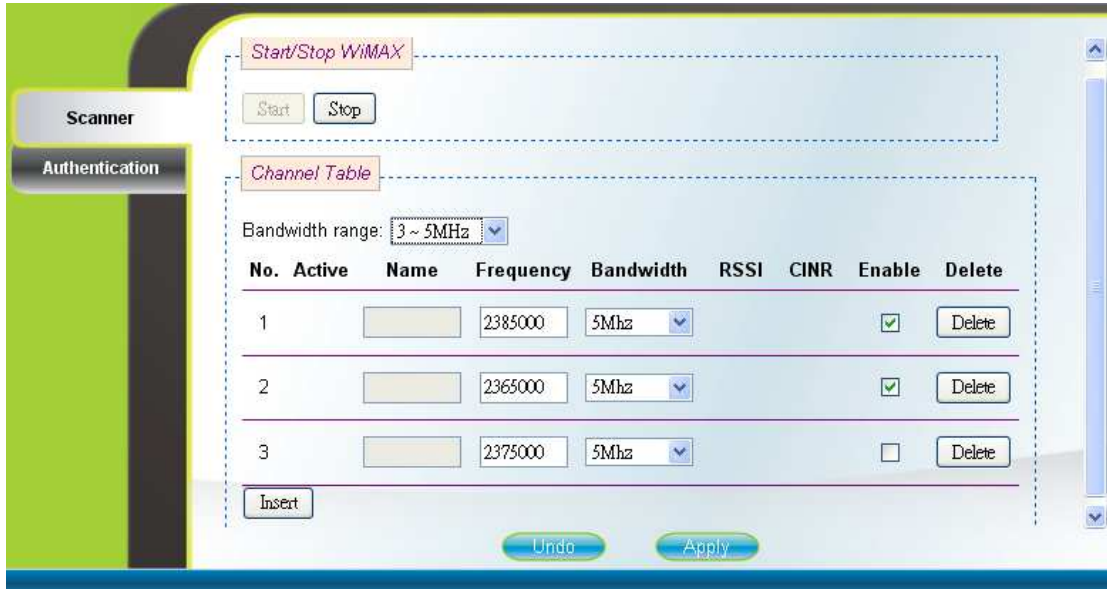 Start/Stop WiMAX
Start Stop
Scanner
Authentication
Channel Table
Bandwidth range: 3 ~ 5MHz
No. Active Name Frequency Bandwidth RSSI CINR Enable Delete
1 2385000 5Mhz Delete
2 2365000 5Mhz Delete
3 2375000 5Mhz Delete
Insert
Undo Apply